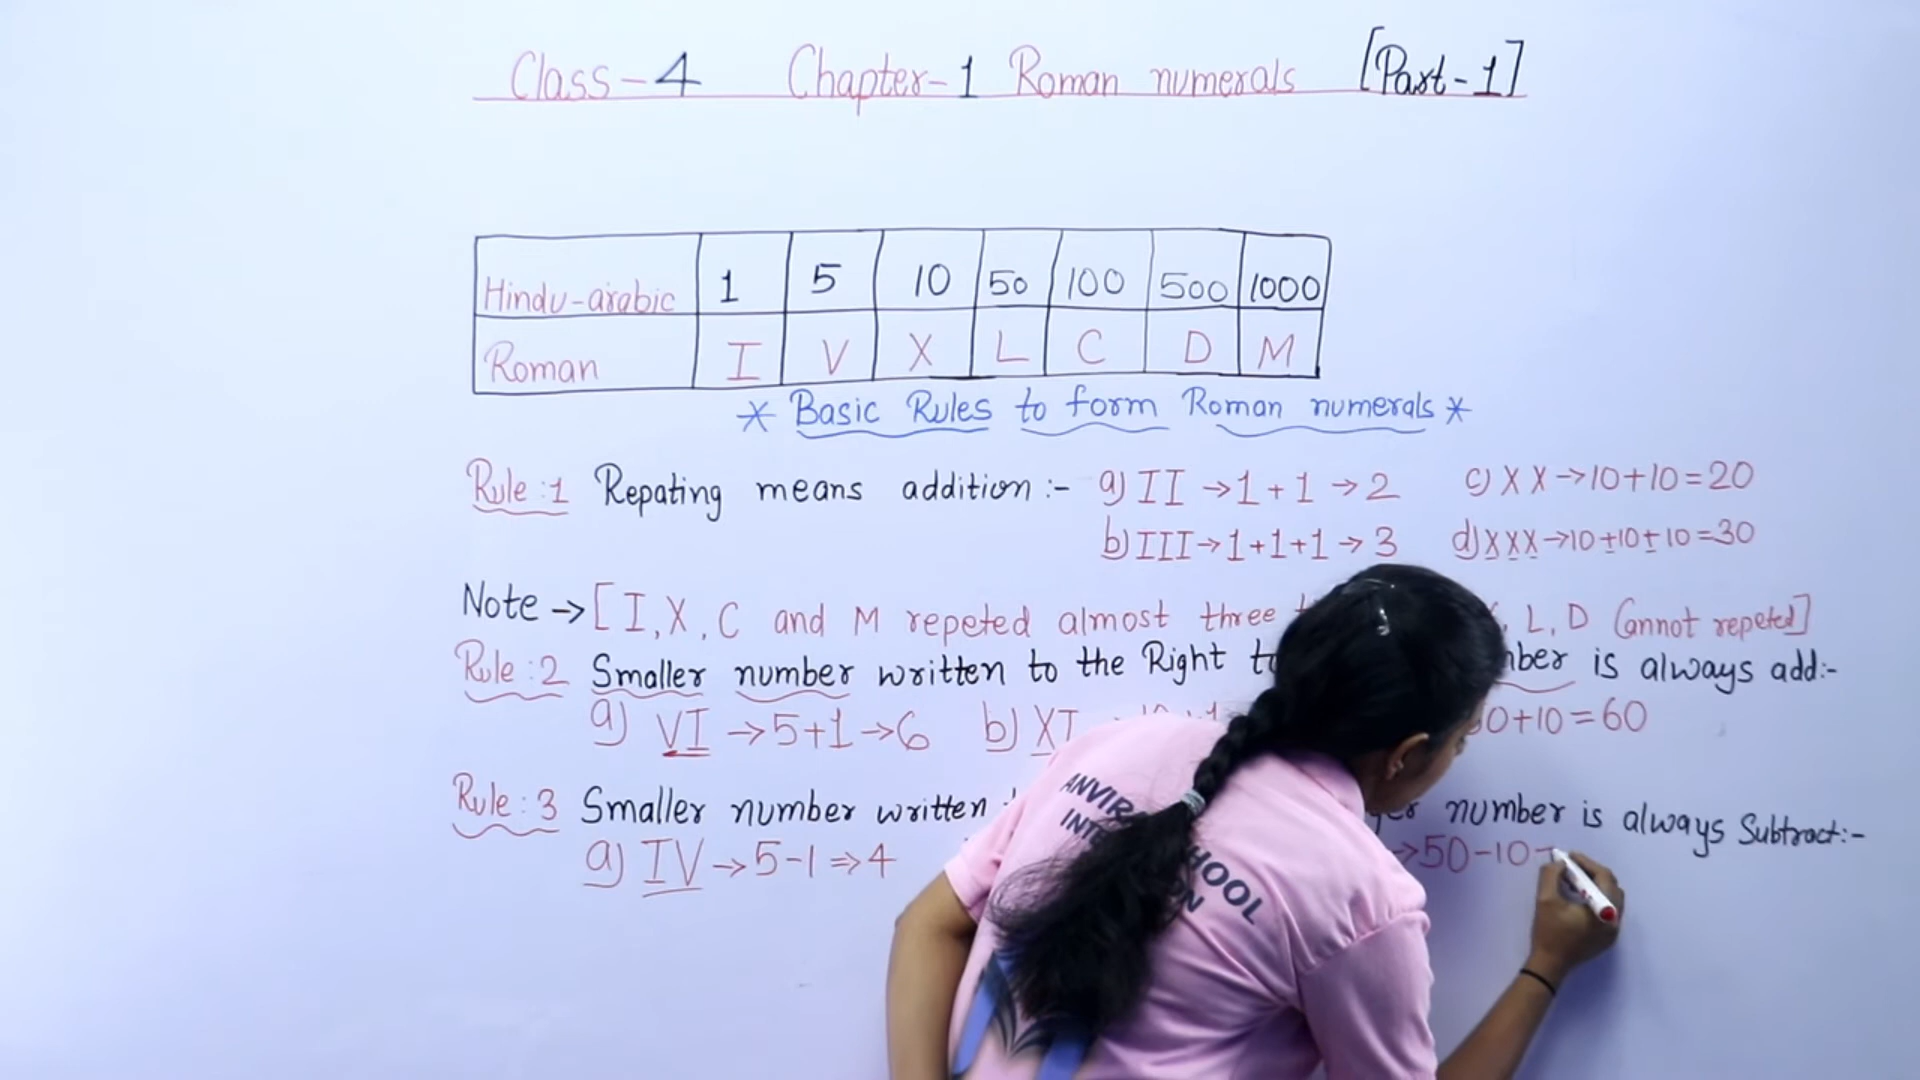 Class-4 Chapter-1 Roman numerals [Part-1]
Hindu-arabic 1 5 10 50 100 500 1000
Roman I V X L C D M
* Basic Rules to form Roman numerals *
Rule:1 Repating means addition:- a) II → 1+1 → 2 c) XX → 10+10=20
b) III → 1+1+1 → 3 d) XXX → 10+10+10=30
Note → [I, X, C and M repeted almost three L, D Cannot repeted]
Rule:2 Smaller number written to the Right is always add:-
a) VI → 5+1 → 6 b) XI 0+10=60
Rule:3 Smaller number written number is always Subtract:-
a) IV → 5-1 ⇒ 4 → 50-10
ANVIR
HOOL